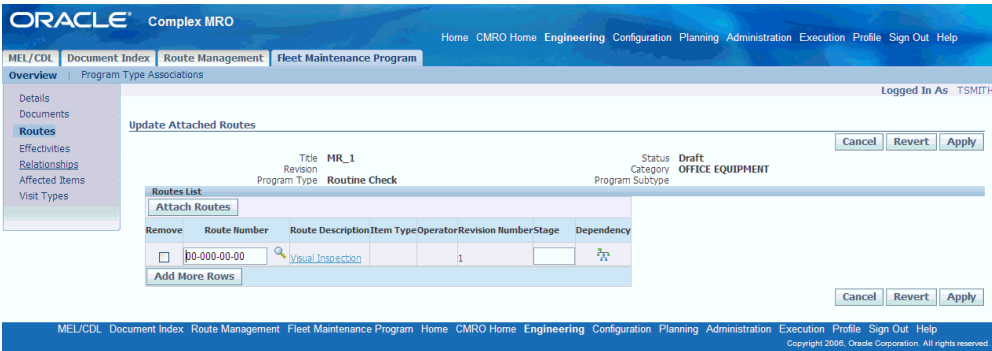 ORACLE® Complex MRO
Home CMRO Home Engineering Configuration Planning Administration Execution Profile Sign Out Help
MEL/CDL Document Index Route Management Fleet Maintenance Program
Overview | Program Type Associations
Logged In As TSMITH
Details
Documents
Routes
Effectivities
Relationships
Affected Items
Visit Types
Update Attached Routes
Cancel Revert Apply
Title MR_1 Status Draft
Revision Category OFFICE EQUIPMENT
Program Type Routine Check Program Subtype
Routes List
Attach Routes
Remove Route Number Route Description Item Type Operator Revision Number Stage Dependency
00-000-00-00 Visual Inspection 1
Add More Rows
Cancel Revert Apply
MEL/CDL Document Index Route Management Fleet Maintenance Program Home CMRO Home Engineering Configuration Planning Administration Execution Profile Sign Out Help
Copyright 2006, Oracle Corporation. All rights reserved.